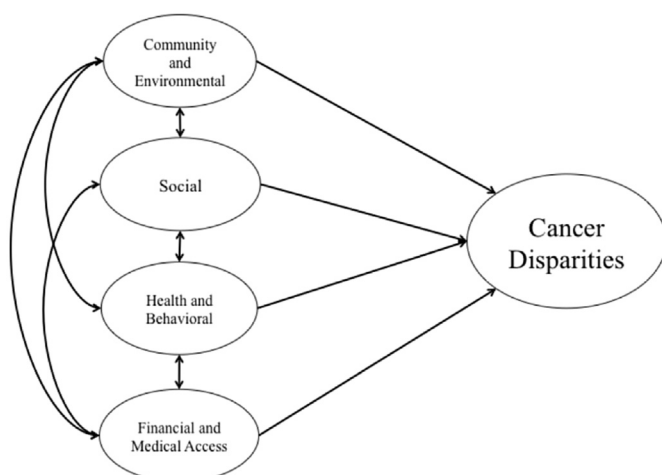 Community
and
Environmental
Social
Health and
Behavioral
Financial and
Medical Access
Cancer
Disparities